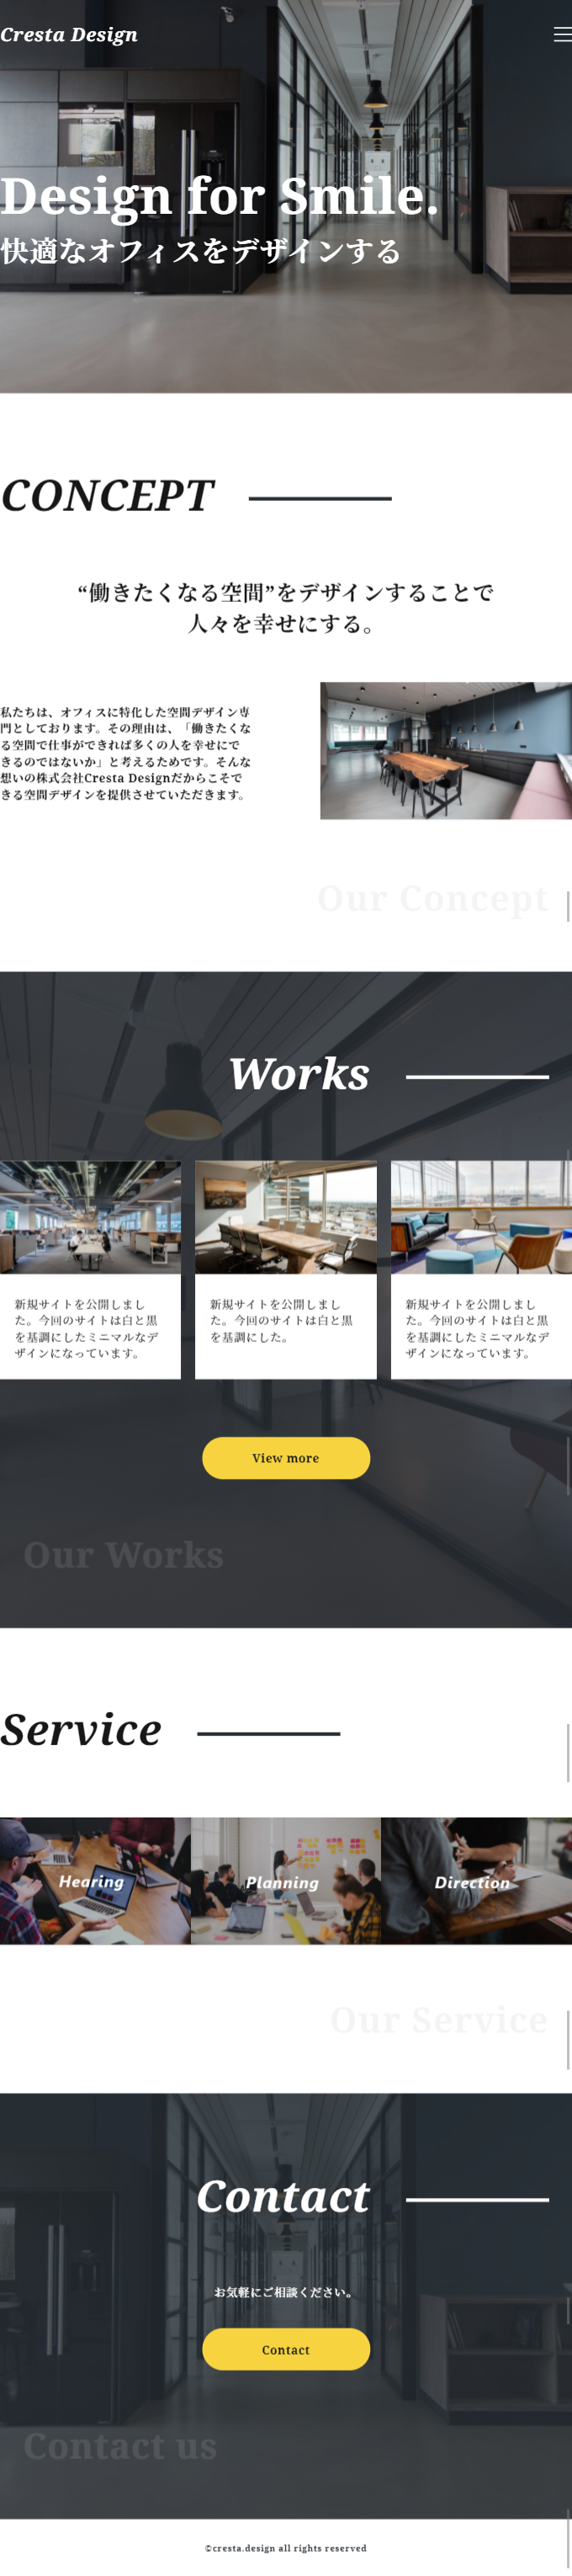 Cresta Design
Design for Smile.
快適なオフィスをデザインする
CONCEPT
“働きたくなる空間”をデザインすることで
人々を幸せにする。
私たちは、オフィスに特化した空間デザイン専
門としております。その理由は、「働きたくな
る空間で仕事ができれば多くの人を幸せにで
きるのではないか」と考えるためです。そんな
想いの株式会社Cresta Designだからこそで
きる空間デザインを提供させていただきます。
Our Concept
Works
新規サイトを公開しまし
た。今回のサイトは白と黒
を基調にしたミニマルなデ
ザインになっています。
新規サイトを公開しまし
た。今回のサイトは白と黒
を基調にした。
新規サイトを公開しまし
た。今回のサイトは白と黒
を基調にしたミニマルなデ
ザインになっています。
View more
Our Works
Service
Hearing
Planning
Direction
Our Service
Contact
お気軽にご相談ください。
Contact
Contact us
©cresta.design all rights reserved